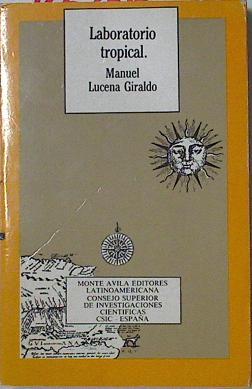 Laboratorio
tropical.
Manuel
Lucena Giraldo
MONTE AVILA EDITORES
LATINOAMERICANA
CONSEJO SUPERIOR
DE INVESTIGACIONES
CIENTIFICAS
CSIC - ESPAÑA